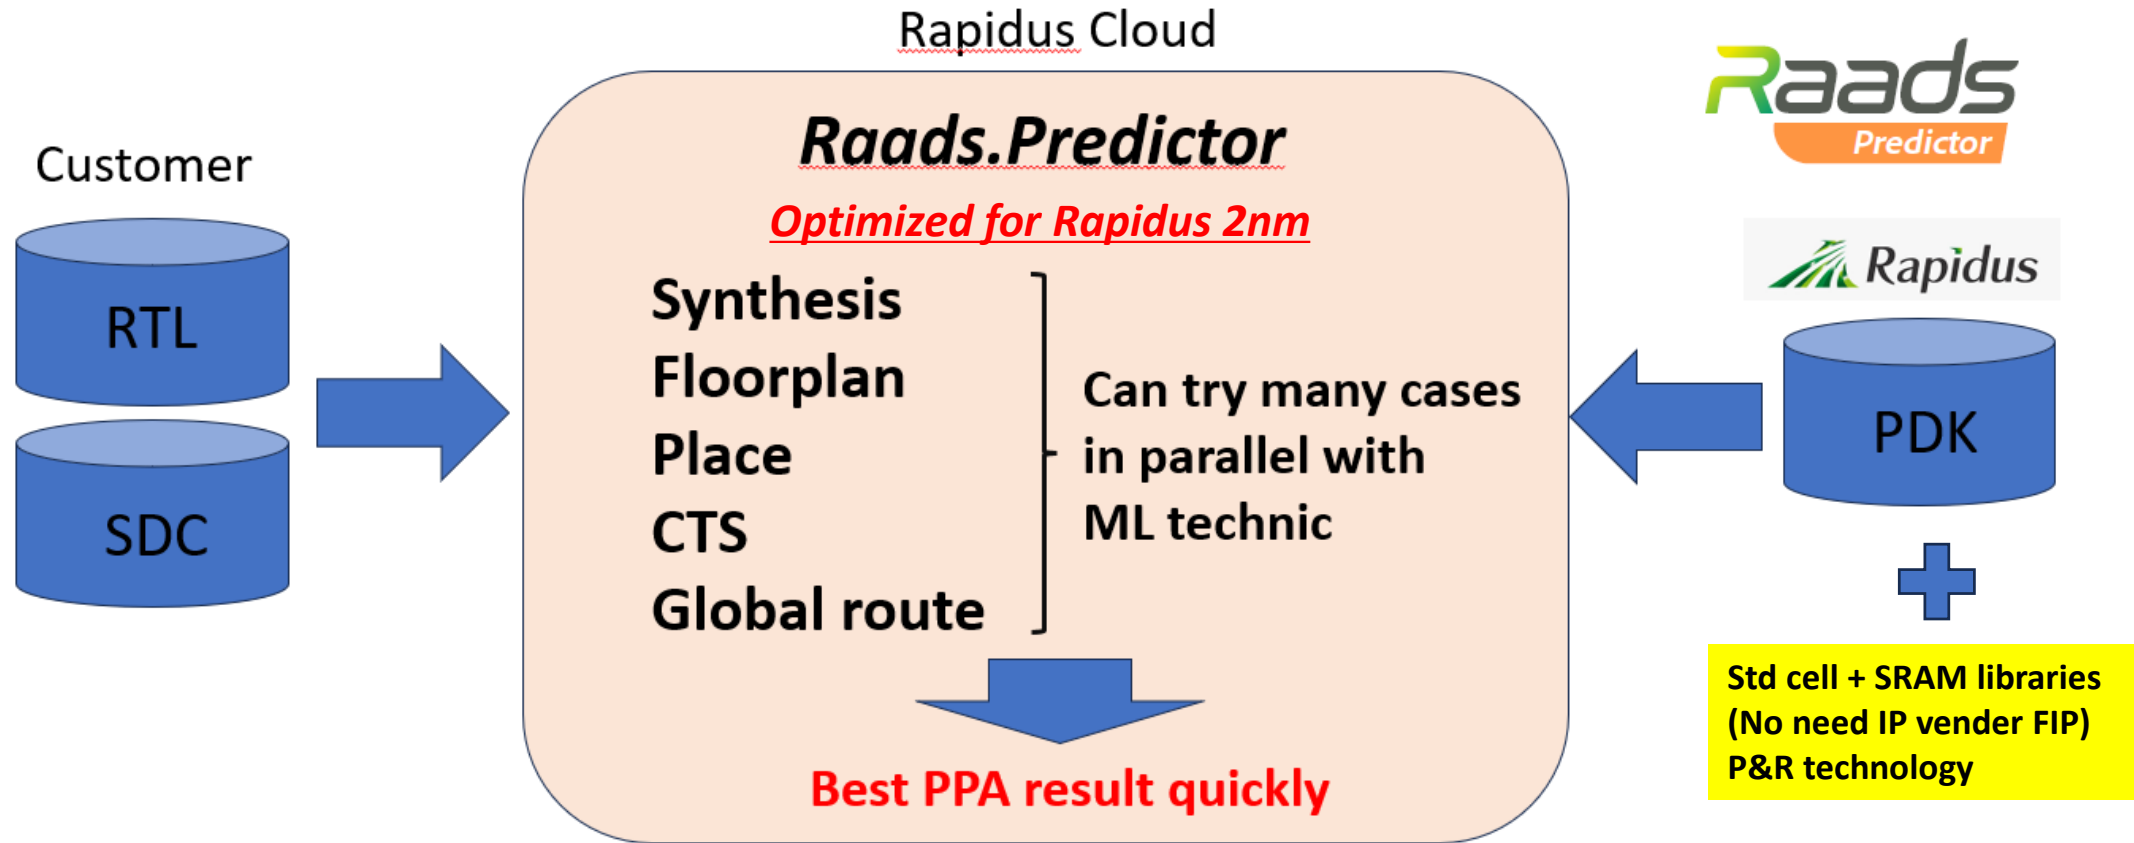 Rapidus Cloud
Customer
RTL
SDC
Raads.Predictor
Optimized for Rapidus 2nm
Synthesis
Floorplan
Place
CTS
Global route
Can try many cases
in parallel with
ML technic
Best PPA result quickly
Raads
Predictor
Rapidus
PDK
Std cell + SRAM libraries
(No need IP vender FIP)
P&R technology